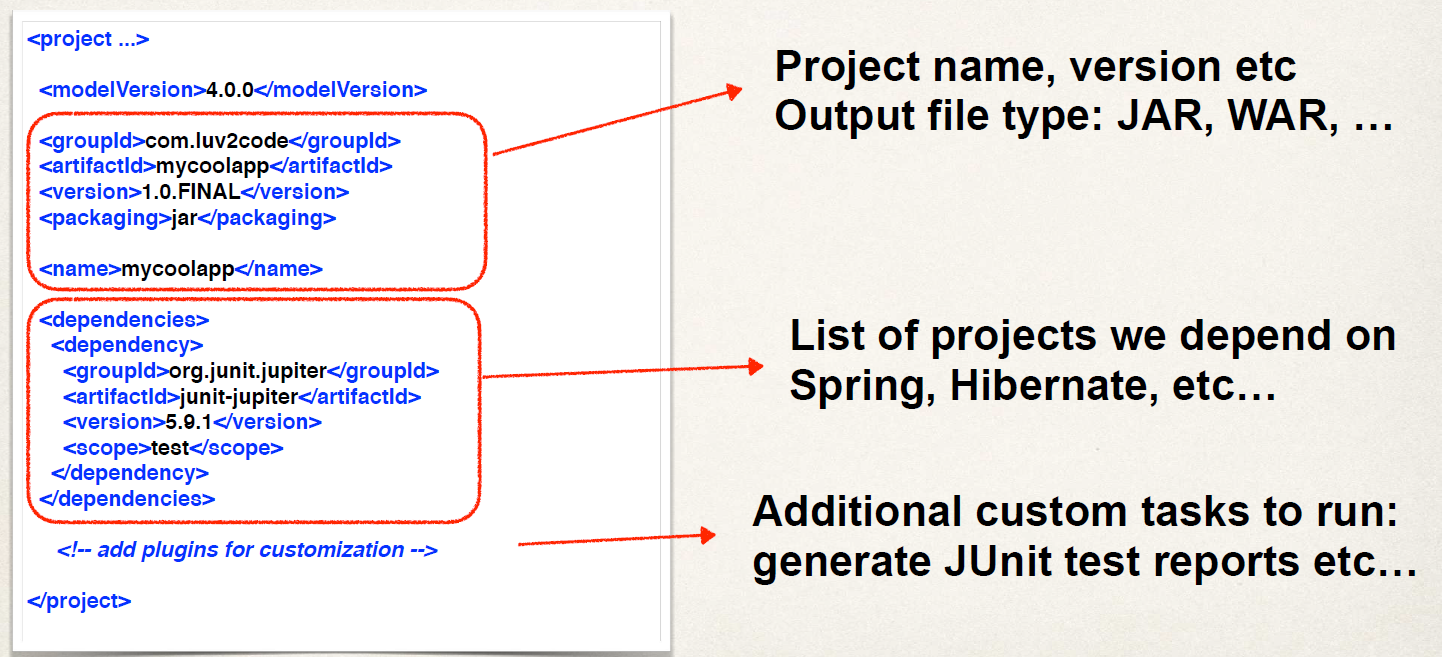 <project ...>
<modelVersion>4.0.0</modelVersion>
<groupId>com.luv2code</groupId>
<artifactId>mycoolapp</artifactId>
<version>1.0.FINAL</version>
<packaging>jar</packaging>
<name>mycoolapp</name>
<dependencies>
<dependency>
<groupId>org.junit.jupiter</groupId>
<artifactId>junit-jupiter</artifactId>
<version>5.9.1</version>
<scope>test</scope>
</dependency>
</dependencies>
<!-- add plugins for customization -->
</project>
Project name, version etc
Output file type: JAR, WAR, …
List of projects we depend on
Spring, Hibernate, etc…
Additional custom tasks to run:
generate JUnit test reports etc…